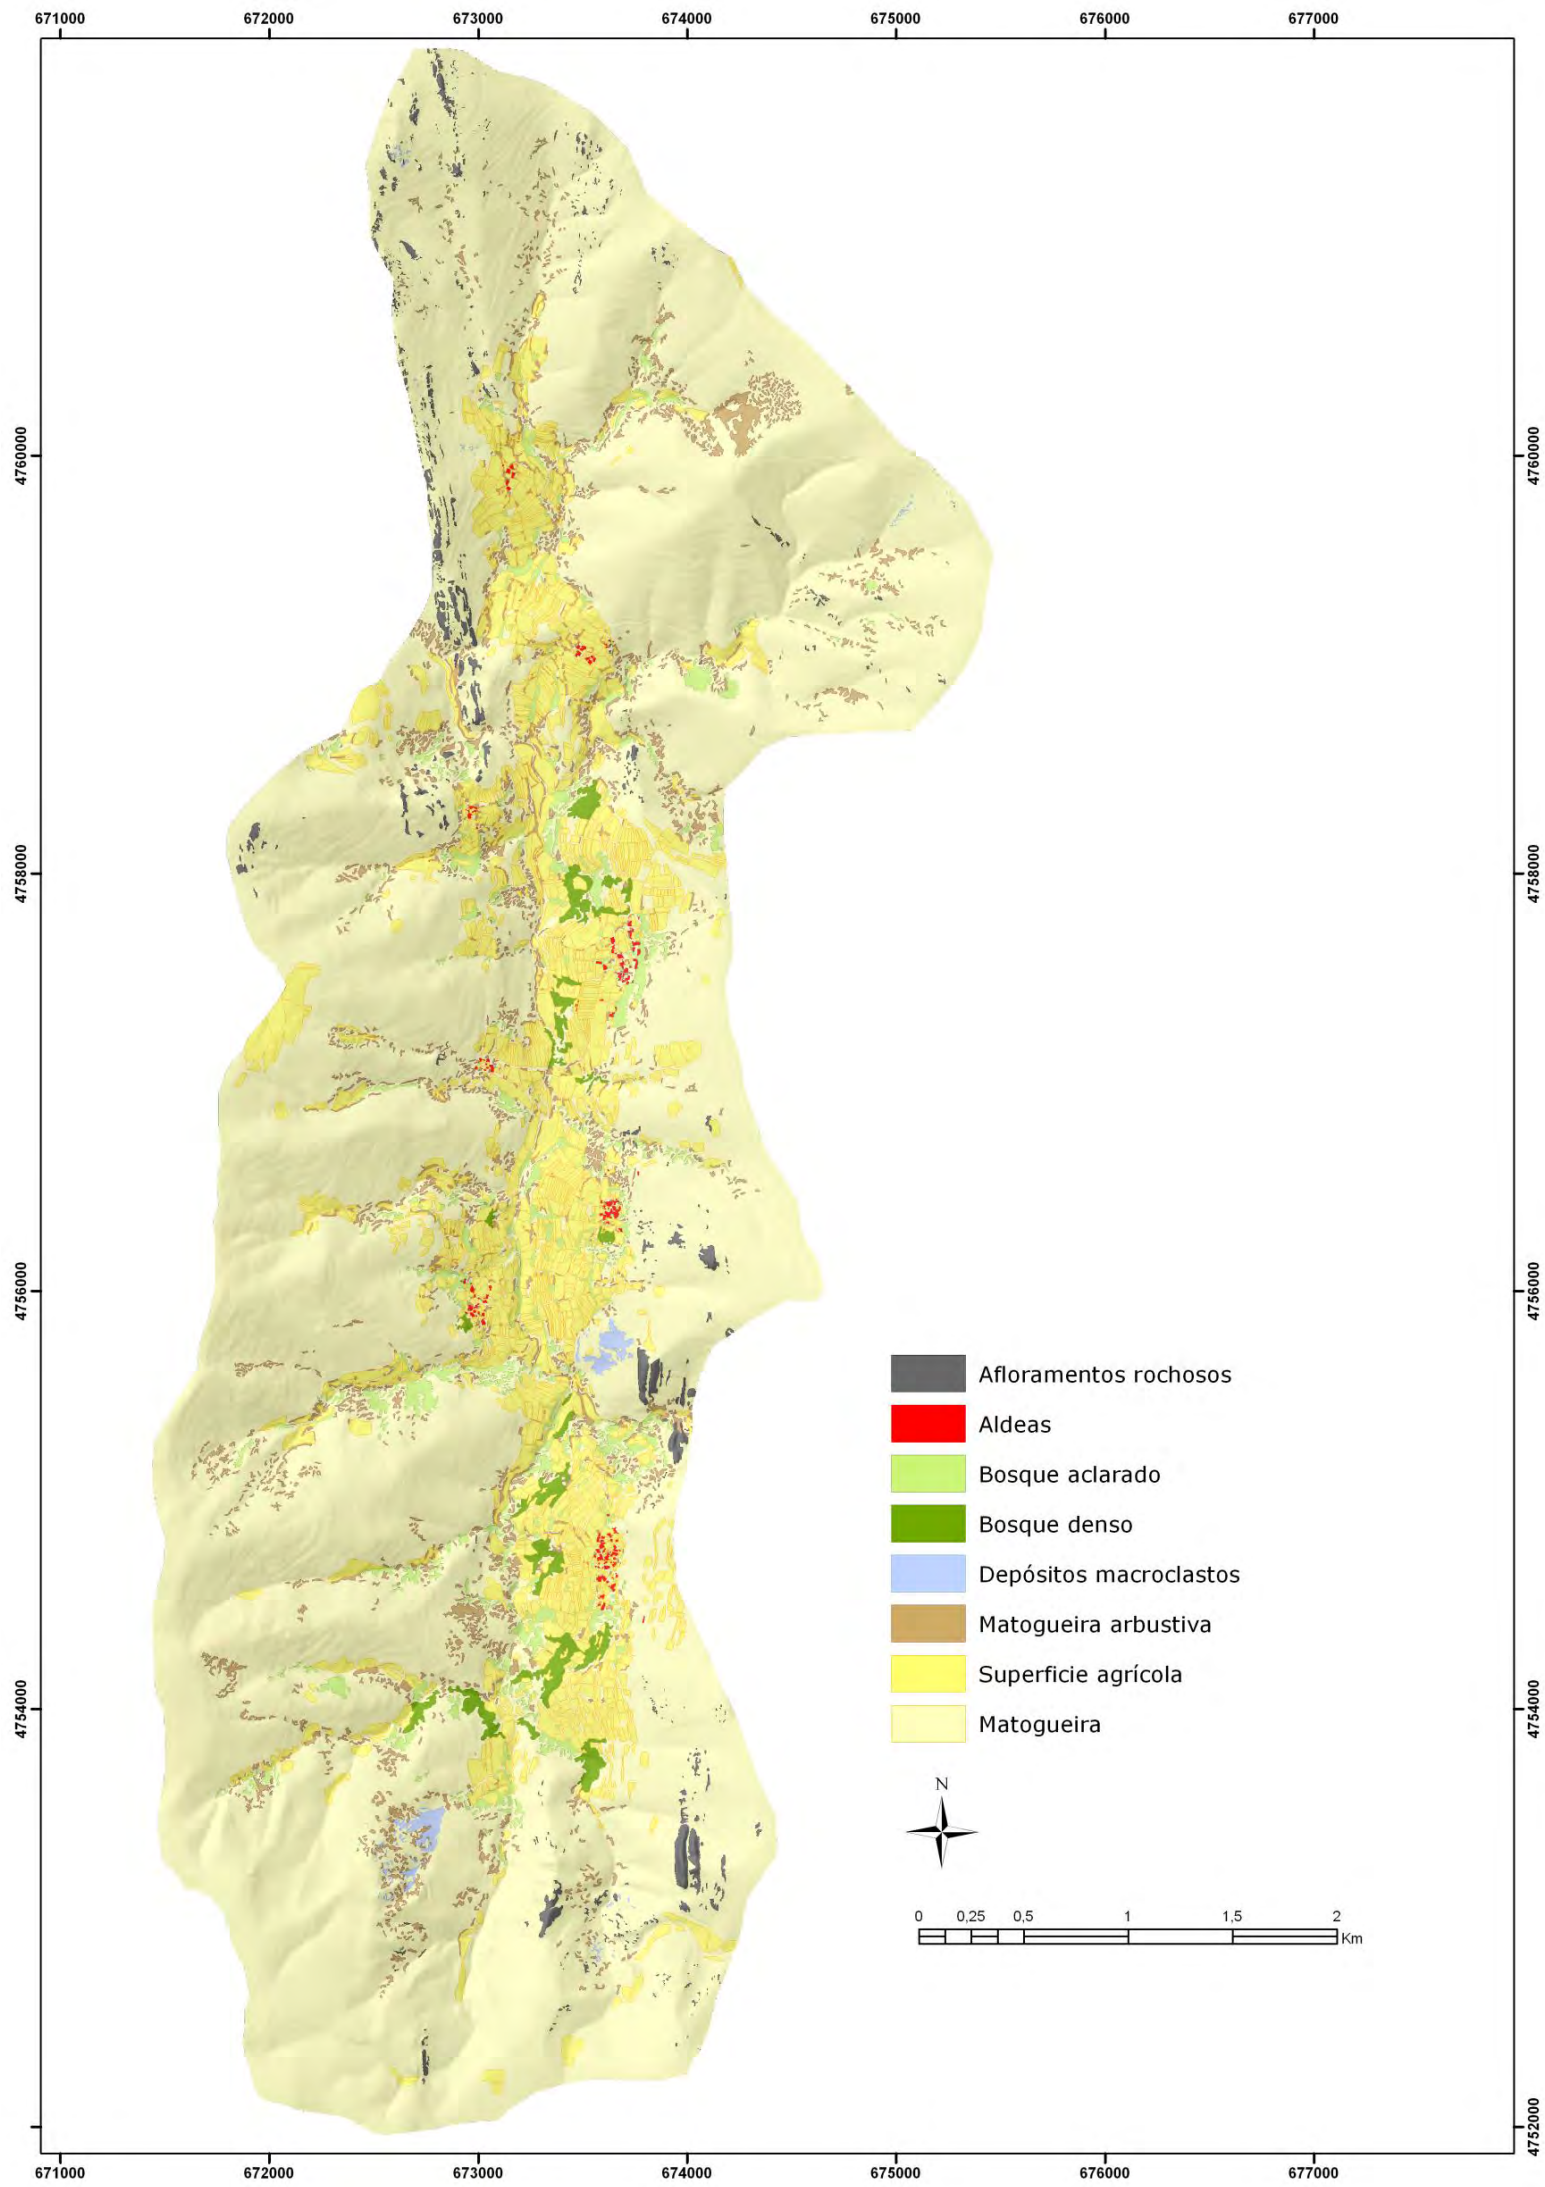 671000 672000 673000 674000 675000 676000 677000
4760000 4760000
4758000 4758000
4756000 4756000
Afloramentos rochosos
Aldeas
Bosque aclarado
Bosque denso
Depósitos macroclastos
Matogueira arbustiva
Superficie agrícola
4754000 4754000
Matogueira
N
0 0,25 0,5 1 1,5 2
Km
4752000
671000 672000 673000 674000 675000 676000 677000